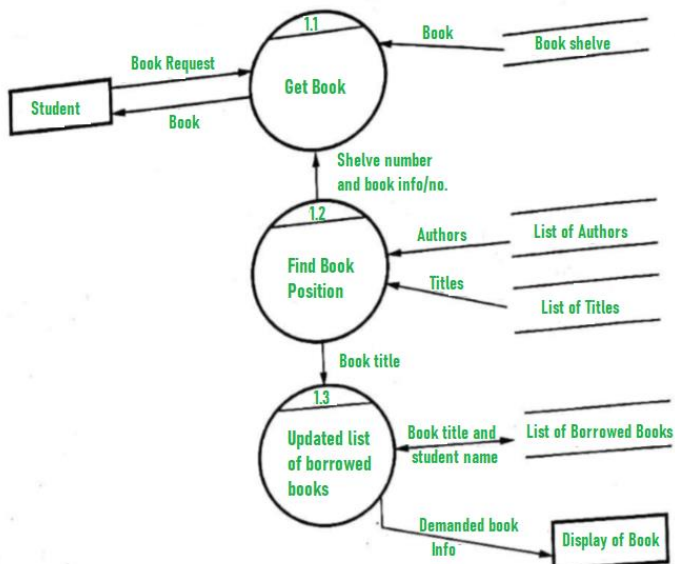 1.1
Book
Book shelve
Book Request
Get Book
Student
Book
Shelve number
and book info/no.
1.2
Authors
List of Authors
Find Book
Position
Titles
List of Titles
Book title
1.3
Updated list
of borrowed
books
Book title and
student name
List of Borrowed Books
Demanded book
Info
Display of Book